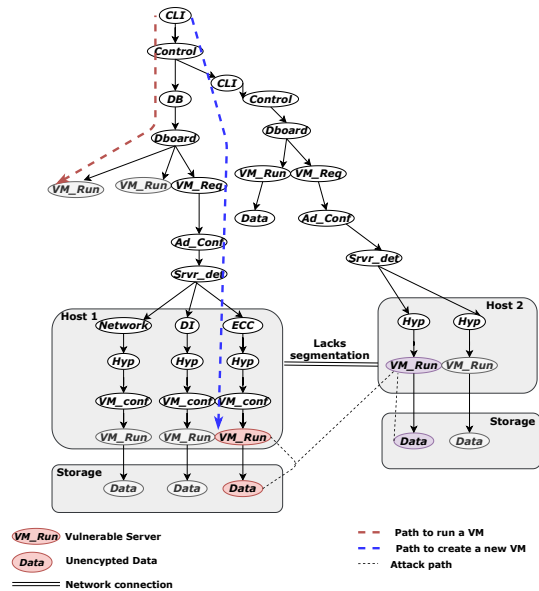 CLI
Control
CLI
DB
Control
Dboard
Dboard
VM_Run
VM_Run
VM_Req
VM_Run
VM_Req
Data
Ad_Conf
Ad_Conf
Srvr_det
Srvr_det
Host 1
Network
DI
ECC
Hyp
Hyp
Hyp
VM_conf
VM_conf
VM_conf
VM_Run
VM_Run
VM_Run
Storage
Data
Data
Data
Lacks
segmentation
Host 2
Hyp
Hyp
VM_Run
VM_Run
Storage
Data
Data
VM_Run Vulnerable Server
Data Unencypted Data
Network connection
Path to run a VM
Path to create a new VM
Attack path